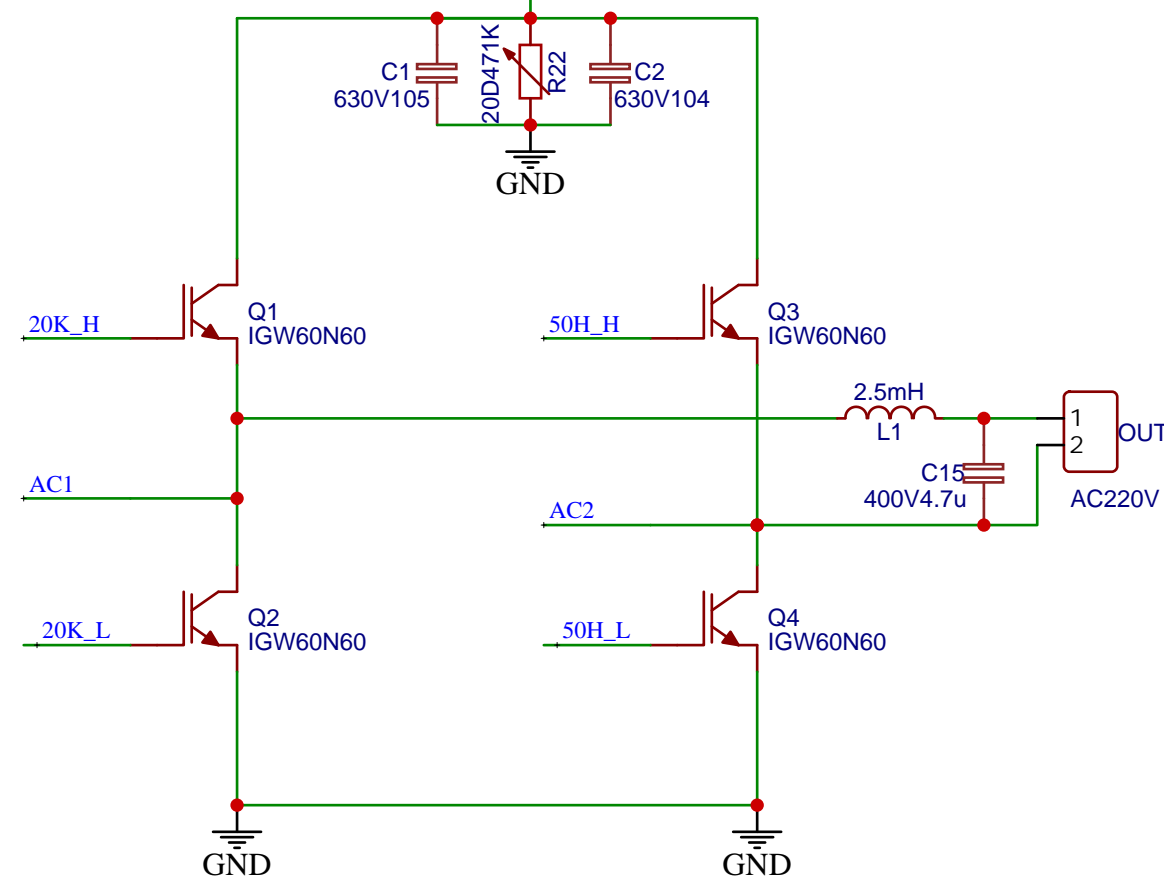 20D471K
R22
C1
630V105
C2
630V104
GND
Q1
IGW60N60
20K_H
Q3
IGW60N60
50H_H
2.5mH
L1
1
2
OUT
C15
400V4.7u
AC220V
AC1
AC2
Q2
IGW60N60
20K_L
Q4
IGW60N60
50H_L
GND
GND